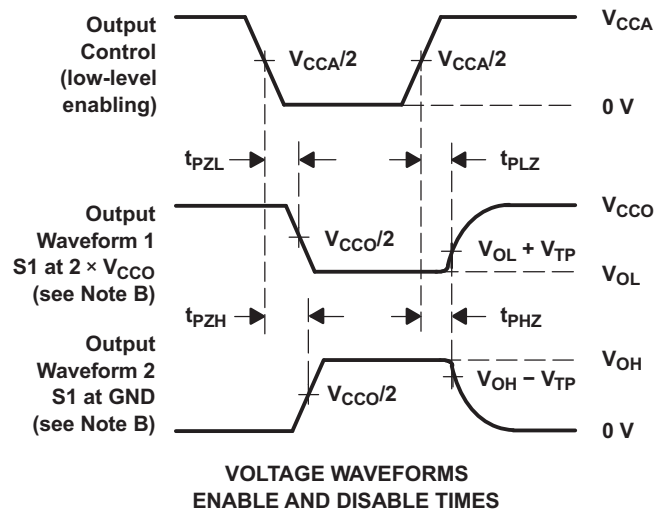 Output
Control
(low-level
enabling)
VCCA/2
VCCA/2
VCCA
0 V
tPZL
tPLZ
Output
Waveform 1
S1 at 2 × VCCO
(see Note B)
VCCO/2
VCCO
VOL + VTP
VOL
tPZH
tPHZ
Output
Waveform 2
S1 at GND
(see Note B)
VCCO/2
VOH
VOH − VTP
0 V
VOLTAGE WAVEFORMS
ENABLE AND DISABLE TIMES